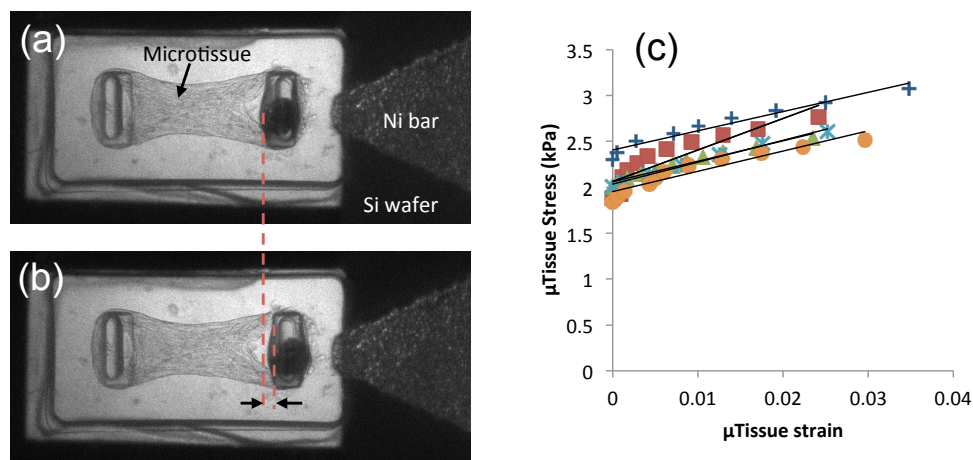 (a)
Microtissue
Ni bar
Si wafer
(b)
(c)
µTissue Stress (kPa)
3.5
3
2.5
2
1.5
1
0.5
0
0 0.01 0.02 0.03 0.04
µTissue strain